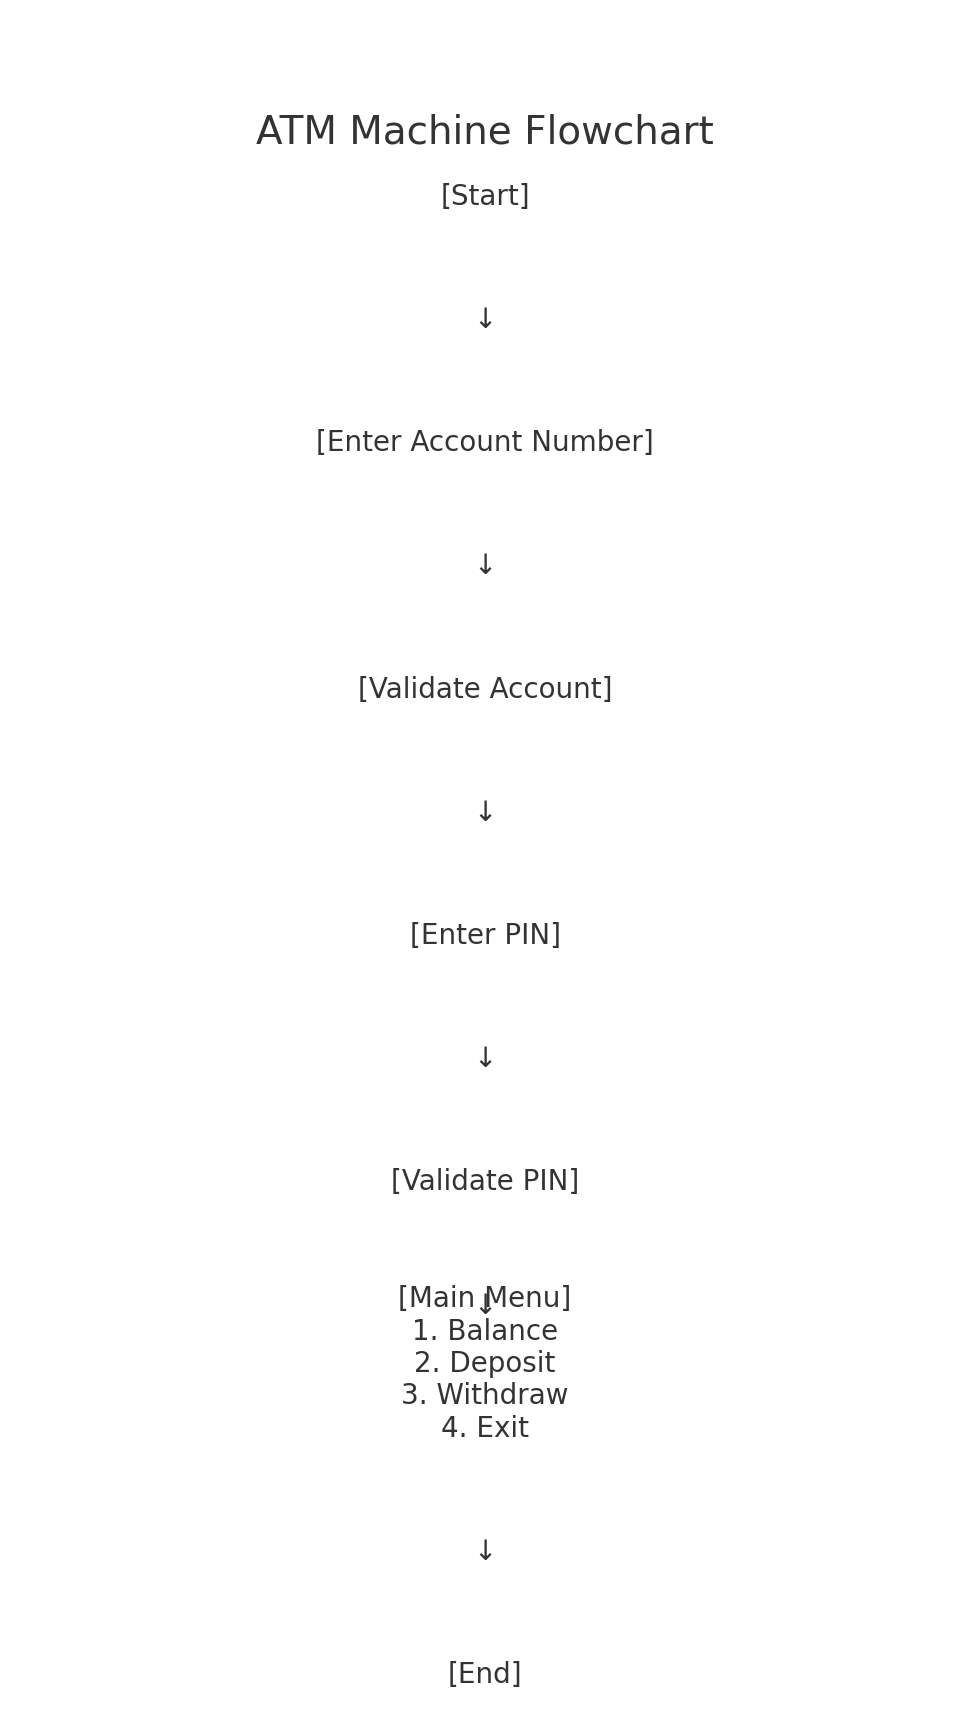 ATM Machine Flowchart
[Start]
↓
[Enter Account Number]
↓
[Validate Account]
↓
[Enter PIN]
↓
[Validate PIN]
↓
[Main Menu]
1. Balance
2. Deposit
3. Withdraw
4. Exit
↓
[End]